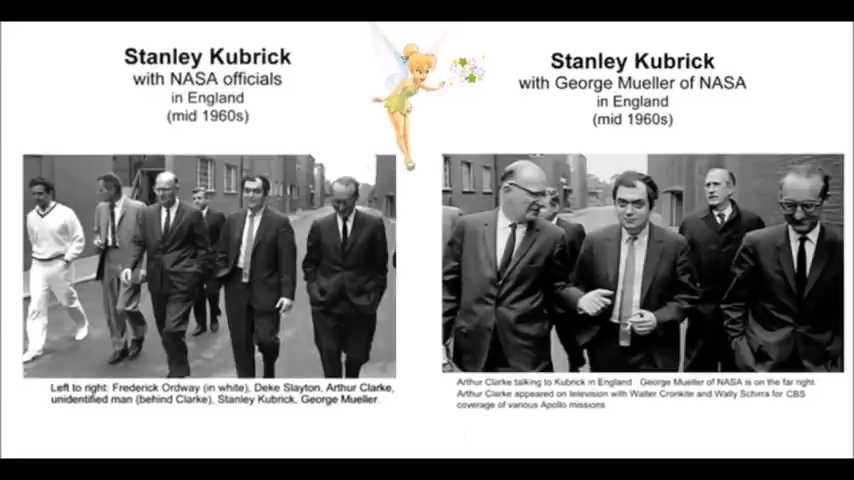 Stanley Kubrick
with NASA officials
in England
(mid 1960s)
Left to right: Frederick Ordway (in white), Deke Slayton, Arthur Clarke,
unidentified man (behind Clarke), Stanley Kubrick, George Mueller.
Stanley Kubrick
with George Mueller of NASA
in England
(mid 1960s)
Arthur Clarke talking to Kubrick in England George Mueller of NASA is on the far right.
Arthur Clarke appeared on television with Walter Cronkite and Wally Schirra for CBS
coverage of various Apollo missions